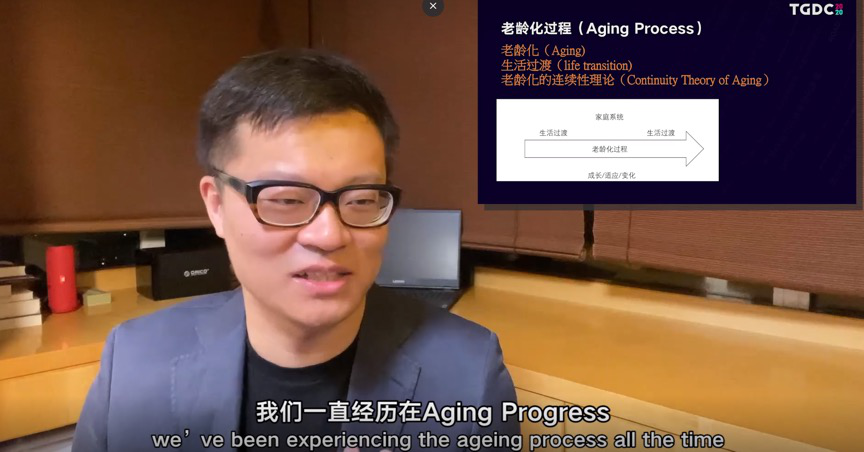 TGDC 2020
老龄化过程（Aging Process）
老龄化（Aging)
生活过渡（life transition)
老龄化的连续性理论（Continuity Theory of Aging）
家庭系统
生活过渡 生活过渡
老龄化过程
成长/适应/变化
ORICO
我们一直经历在Aging Progress
we've been experiencing the ageing process all the time